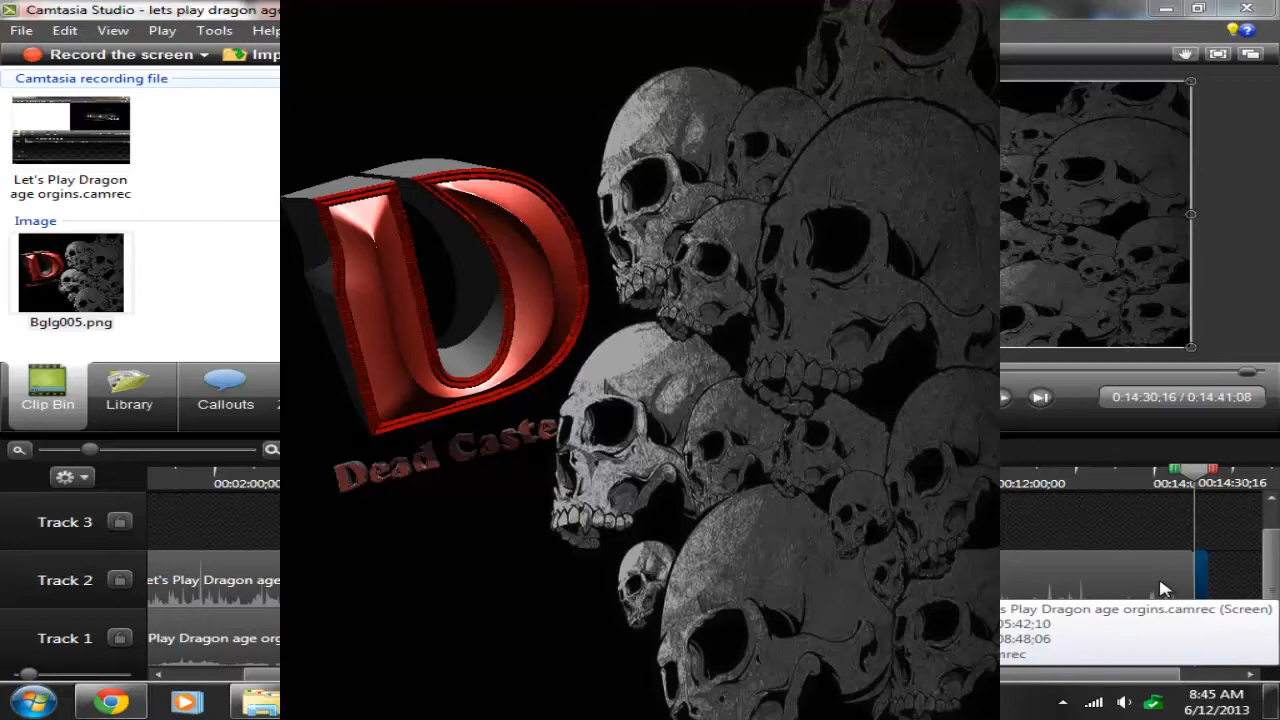 Camtasia Studio - lets play dragon age
File Edit View Play Tools Help
Record the screen
Camtasia recording file
Let's Play Dragon
age orgins.camrec
Image
Bglg005.png
D
Dead Caste
Clip Bin Library Callouts
0:14:30,16 / 0:14:41;08
00:02:00;00 00:12:00;00 00:14:30;16
Track 3
Track 2 Let's Play Dragon age
Track 1 Play Dragon age org
s Play Dragon age orgins.camrec (Screen)
05:42;10
08:48;06
mrec
8:45 AM
6/12/2013